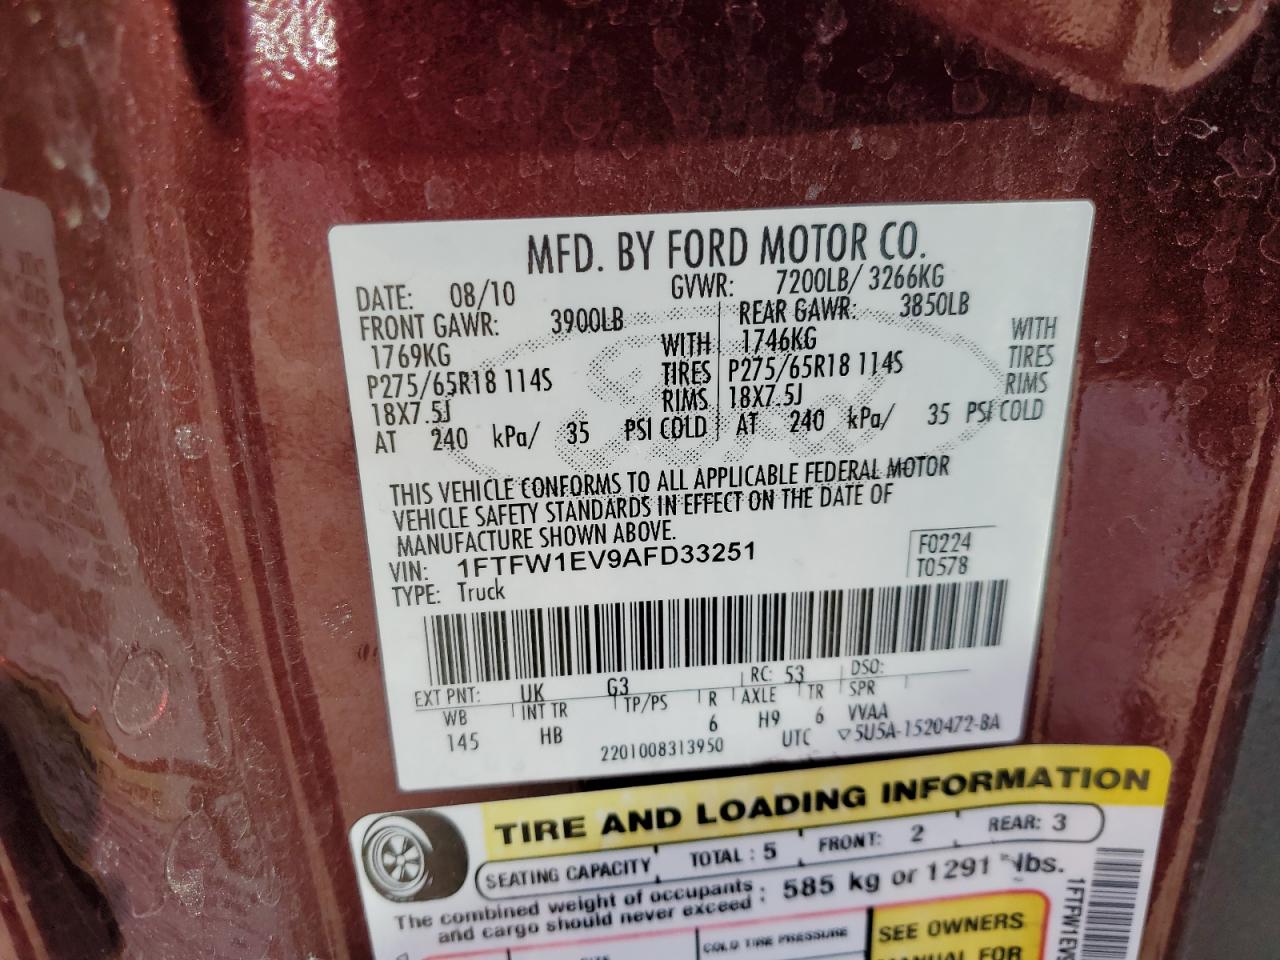 MFD. BY FORD MOTOR CO.
DATE: 08/10 GVWR: 7200LB/ 3266KG
FRONT GAWR: 3900LB REAR GAWR: 3850LB
1769KG WITH 1746KG WITH
P275/65R18 114S TIRES P275/65R18 114S TIRES
18X7.5J RIMS 18X7.5J RIMS
AT 240 kPa/ 35 PSI COLD AT 240 kPa/ 35 PSI COLD
THIS VEHICLE CONFORMS TO ALL APPLICABLE FEDERAL MOTOR
VEHICLE SAFETY STANDARDS IN EFFECT ON THE DATE OF
MANUFACTURE SHOWN ABOVE.
VIN: 1FTFW1EV9AFD33251 F0224
TYPE: Truck T0578
EXT PNT: UK G3 RC: 53 DSO:
WB INT TR TP/PS R AXLE TR SPR
145 HB 6 H9 6 VVAA
2201008313950 UTC ▽5U5A-1520472-BA
TIRE AND LOADING INFORMATION
SEATING CAPACITY TOTAL : 5 FRONT: 2 REAR: 3
The combined weight of occupants
and cargo should never exceed : 585 kg or 1291 lbs.
COLD TIRE PRESSURE
SEE OWNERS
MANUAL FOR